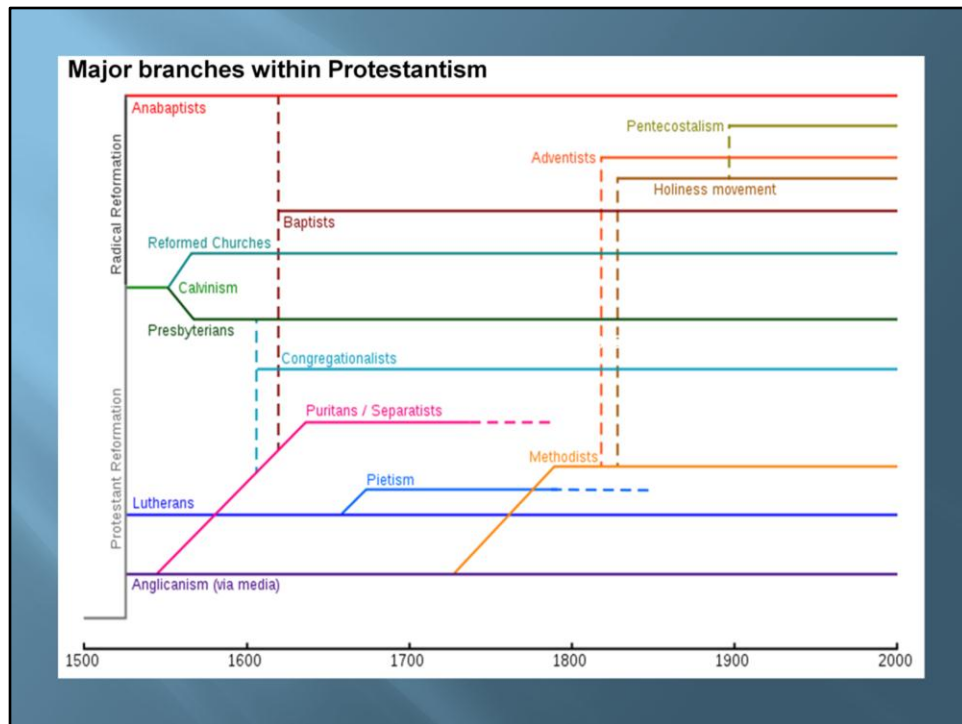 Major branches within Protestantism
Anabaptists
Pentecostalism
Adventists
Holiness movement
Radical Reformation
Baptists
Reformed Churches
Calvinism
Presbyterians
Congregationalists
Puritans / Separatists
Methodists
Protestant Reformation
Pietism
Lutherans
Anglicanism (via media)
1500 1600 1700 1800 1900 2000